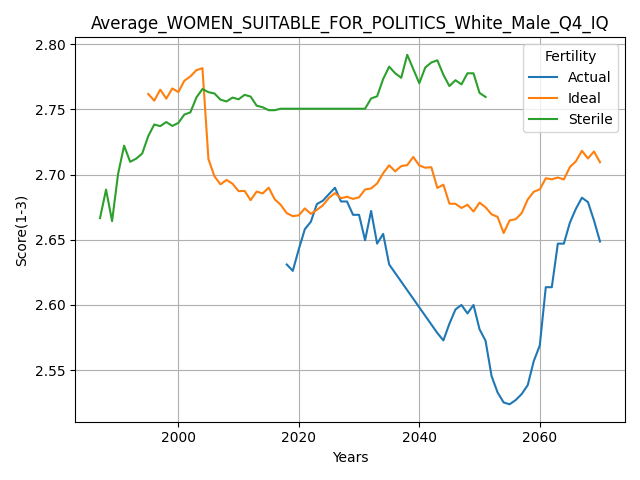 Average_WOMEN_SUITABLE_FOR_POLITICS_White_Male_Q4_IQ
Fertility
Actual
Ideal
Sterile
Score(1-3)
2.80
2.75
2.70
2.65
2.60
2.55
2000 2020 2040 2060
Years